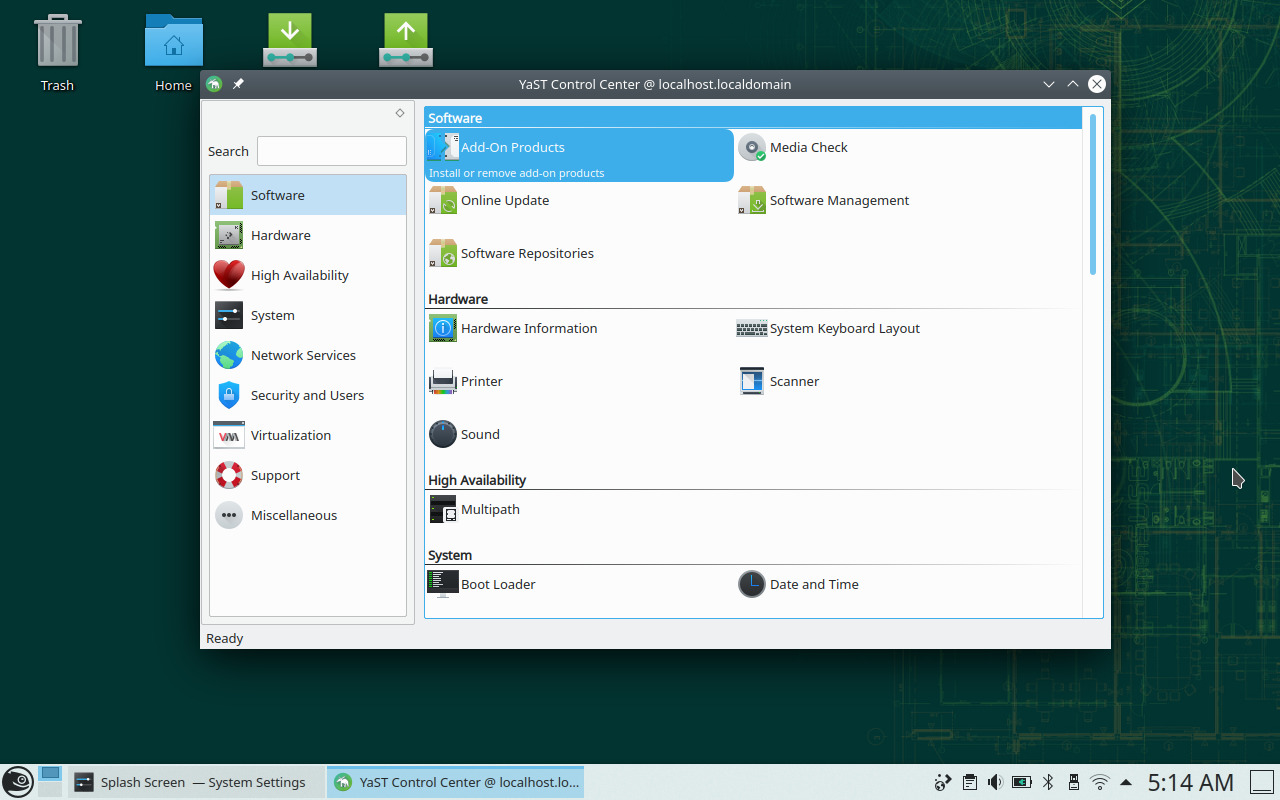 Trash
Home
YaST Control Center @ localhost.localdomain
Search
Software
Hardware
High Availability
System
Network Services
Security and Users
Virtualization
Support
Miscellaneous
Software
Add-On Products
Install or remove add-on products
Media Check
Online Update
Software Management
Software Repositories
Hardware
Hardware Information
System Keyboard Layout
Printer
Scanner
Sound
High Availability
Multipath
System
Boot Loader
Date and Time
Ready
Splash Screen — System Settings
YaST Control Center @ localhost.lo...
5:14 AM